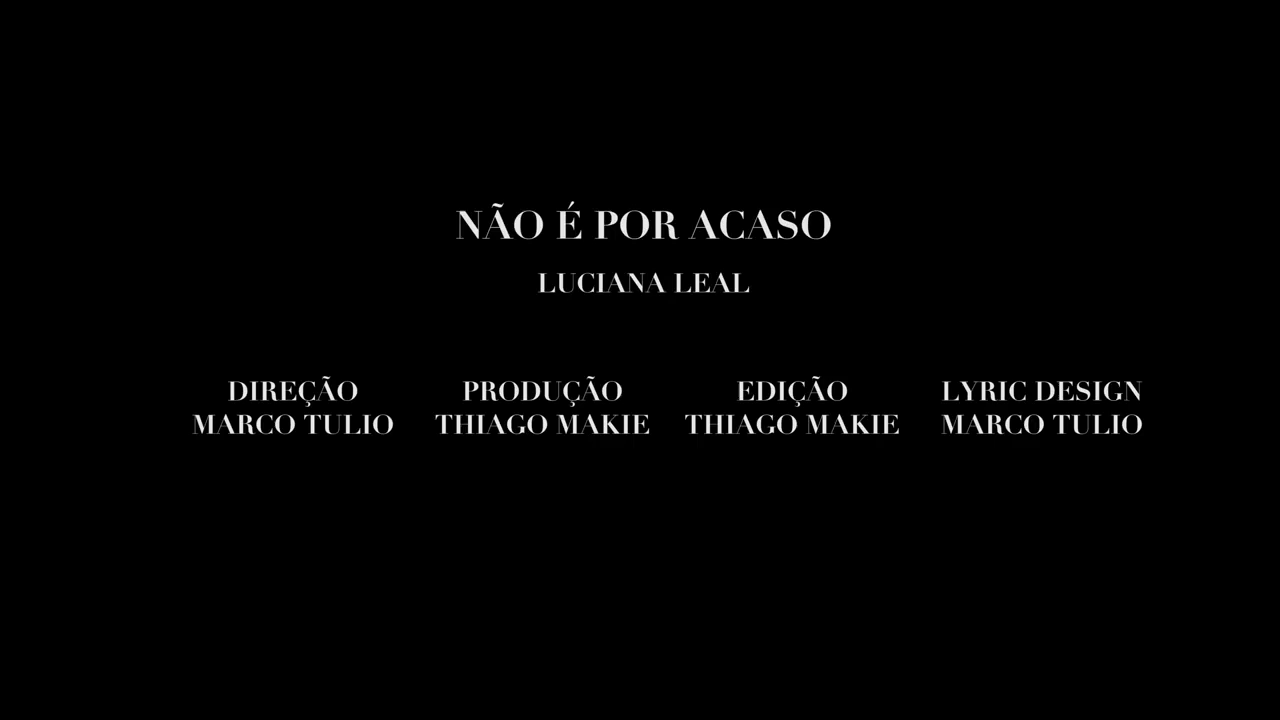 NÃO É POR ACASO
LUCIANA LEAL
DIREÇÃO
MARCO TULIO
PRODUÇÃO
THIAGO MAKIE
EDIÇÃO
THIAGO MAKIE
LYRIC DESIGN
MARCO TULIO